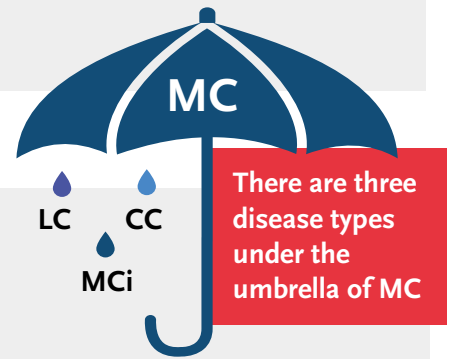 MC
LC CC
MCi
There are three
disease types
under the
umbrella of MC